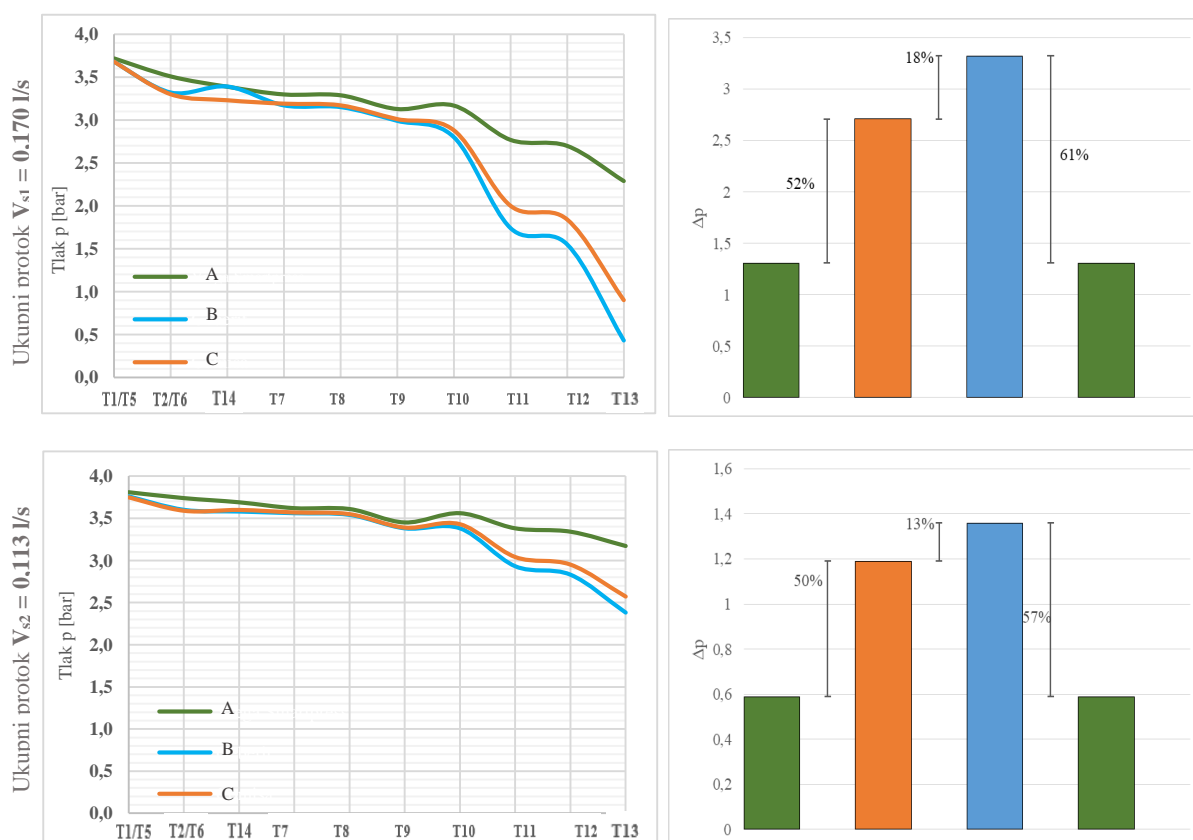 Ukupni protok Vs1 = 0.170 l/s
Tlak p [bar]
4,0
3,5
3,0
2,5
2,0
1,5
1,0
0,5
0,0
A
B
C
T1/T5 T2/T6 T14 T7 T8 T9 T10 T11 T12 T13
Δp
3,5
3
2,5
2
1,5
1
0,5
0
52%
18%
61%
Ukupni protok Vs2 = 0,113 l/s
Tlak p [bar]
4,0
3,5
3,0
2,5
2,0
1,5
1,0
0,5
0,0
A
B
C
T1/T5 T2/T6 T14 T7 T8 T9 T10 T11 T12 T13
Δp
1,6
1,4
1,2
1
0,8
0,6
0,4
0,2
0
50%
13%
57%